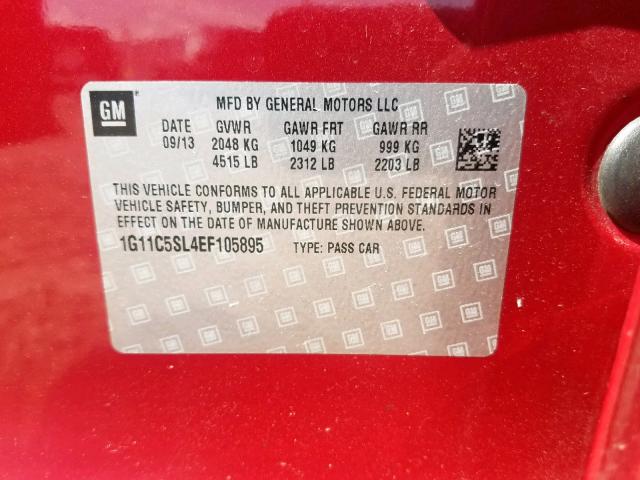 GM
MFD BY GENERAL MOTORS LLC
DATE GVWR GAWR FRT GAWR RR
09/13 2048 KG 1049 KG 999 KG
4515 LB 2312 LB 2203 LB
THIS VEHICLE CONFORMS TO ALL APPLICABLE U.S. FEDERAL MOTOR
VEHICLE SAFETY, BUMPER, AND THEFT PREVENTION STANDARDS IN
EFFECT ON THE DATE OF MANUFACTURE SHOWN ABOVE.
1G11C5SL4EF105895 TYPE: PASS CAR